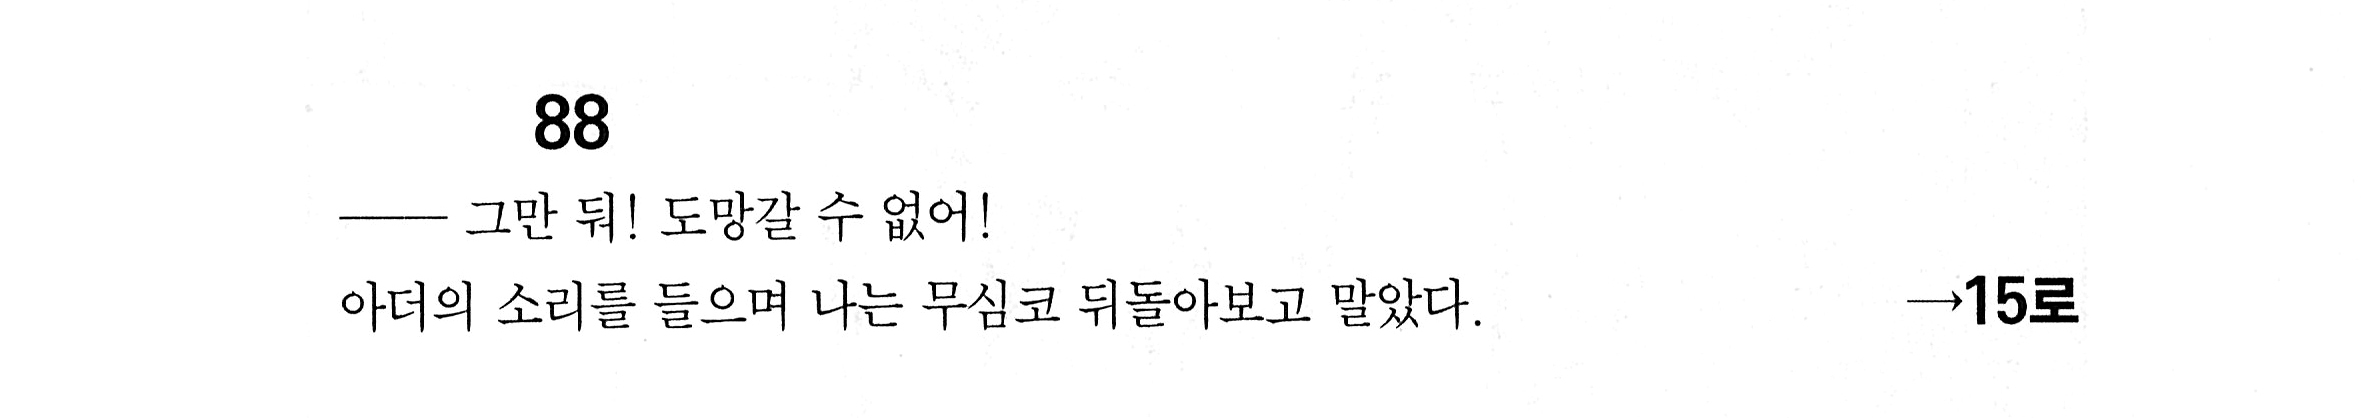 88
—— 그만 둬! 도망갈 수 없어!
아더의 소리를 들으며 나는 무심코 뒤돌아보고 말았다. →15로